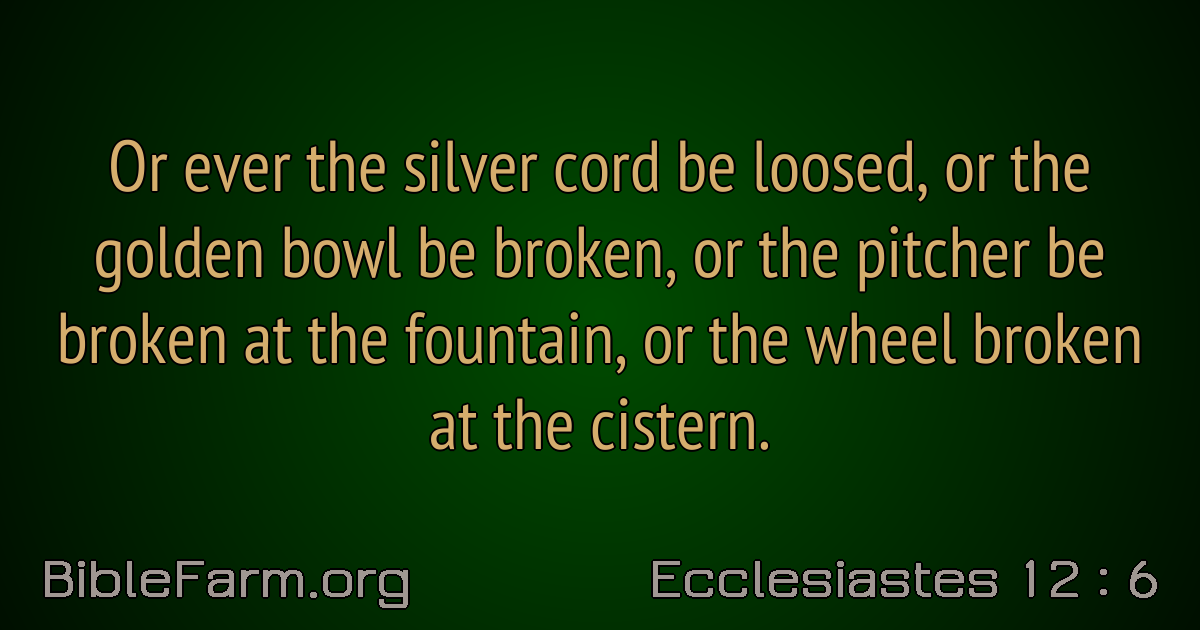 Or ever the silver cord be loosed, or the
golden bowl be broken, or the pitcher be
broken at the fountain, or the wheel broken
at the cistern.
BibleFarm.org
Ecclesiastes 12 : 6